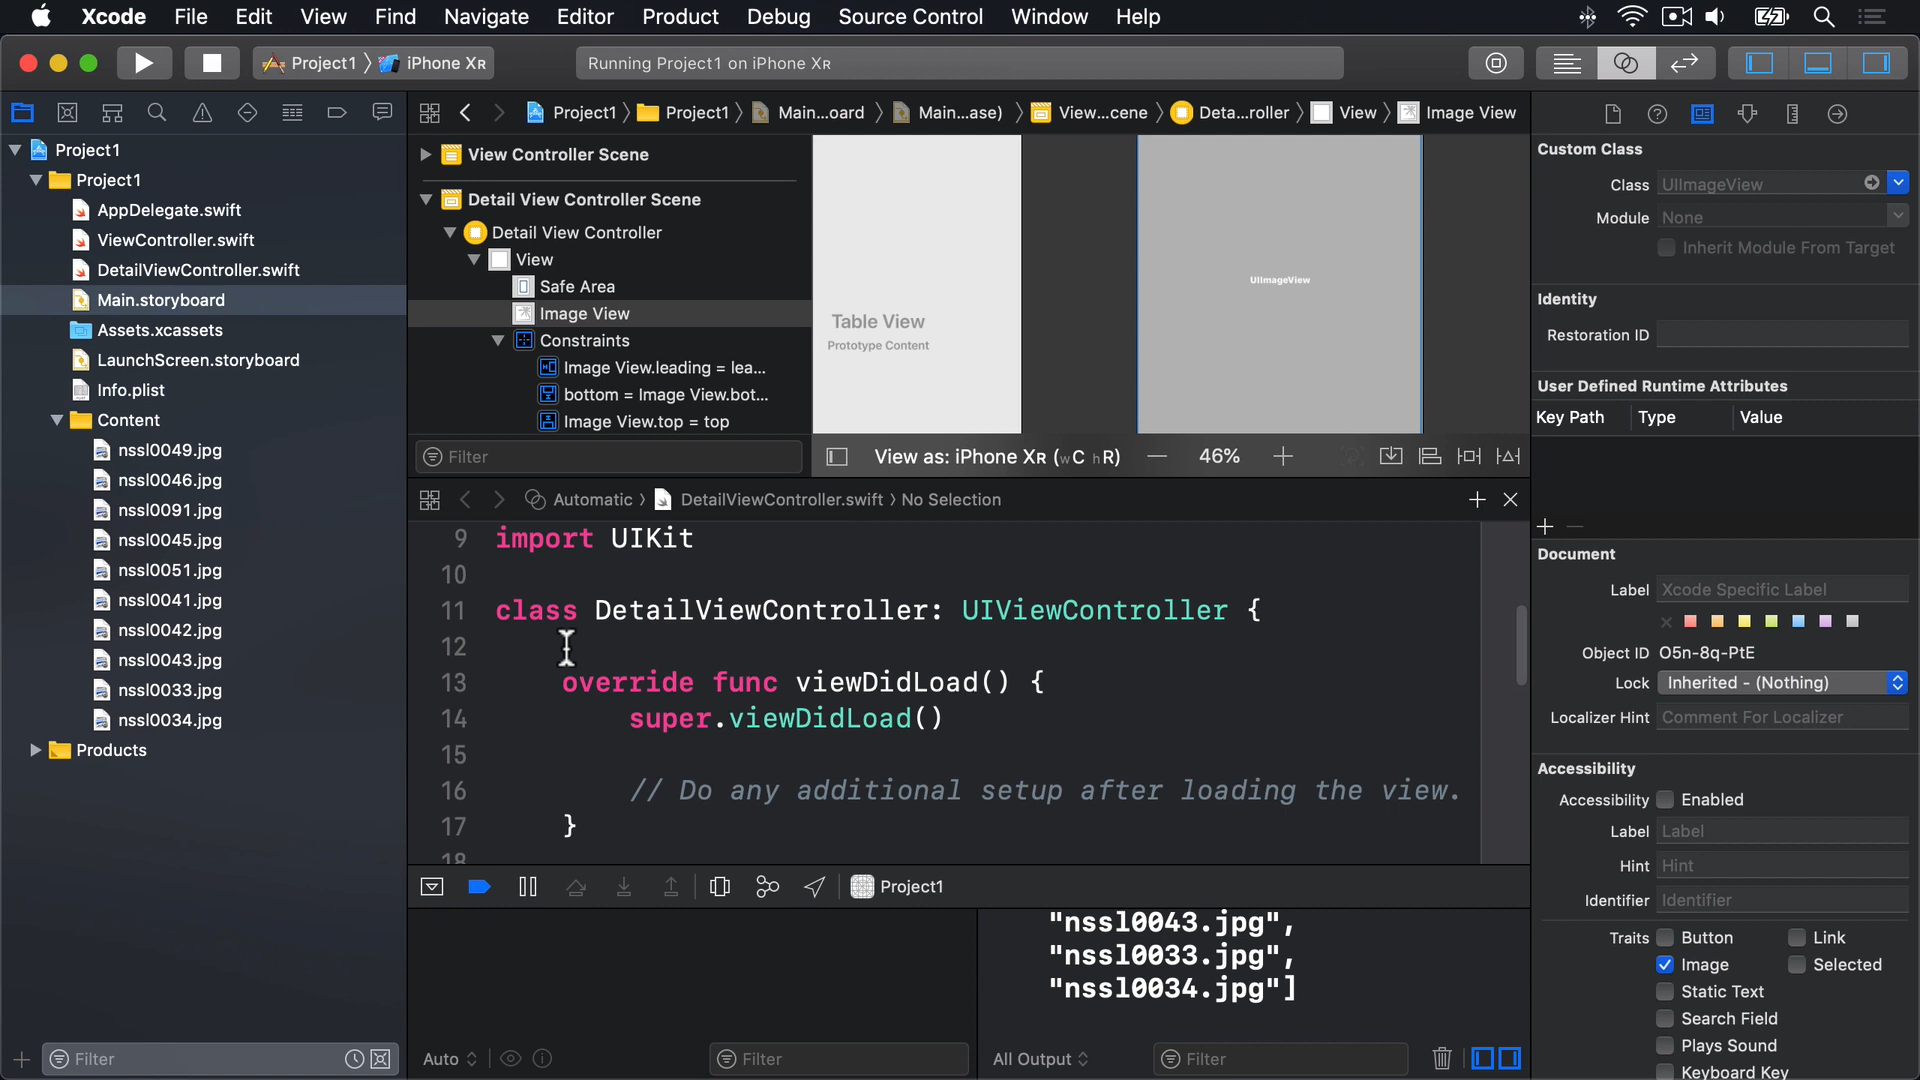 Xcode File Edit View Find Navigate Editor Product Debug Source Control Window Help
Project1 iPhone XR
Running Project1 on iPhone XR
Project1 Project1 Main...oard Main...ase) View...cene Deta...roller View Image View
Project1
Project1
AppDelegate.swift
ViewController.swift
DetailViewController.swift
Main.storyboard
Assets.xcassets
LaunchScreen.storyboard
Info.plist
Content
nssl0049.jpg
nssl0046.jpg
nssl0091.jpg
nssl0045.jpg
nssl0051.jpg
nssl0041.jpg
nssl0042.jpg
nssl0043.jpg
nssl0033.jpg
nssl0034.jpg
Products
Filter
View Controller Scene
Detail View Controller Scene
Detail View Controller
View
Safe Area
Image View
Constraints
Image View.leading = lea...
bottom = Image View.bot...
Image View.top = top
Filter
Table View
Prototype Content
UIImageView
View as: iPhone XR (wC hR) 46%
Automatic DetailViewController.swift No Selection
9 import UIKit
10
11 class DetailViewController: UIViewController {
12
13 override func viewDidLoad() {
14 super.viewDidLoad()
15
16 // Do any additional setup after loading the view.
17 }
18
Project1
"nssl0043.jpg",
"nssl0033.jpg",
"nssl0034.jpg"]
Auto Filter All Output Filter
Custom Class
Class UIImageView
Module None
Inherit Module From Target
Identity
Restoration ID
User Defined Runtime Attributes
Key Path Type Value
Document
Label Xcode Specific Label
Object ID O5n-8q-PtE
Lock Inherited - (Nothing)
Localizer Hint Comment For Localizer
Accessibility
Accessibility Enabled
Label Label
Hint Hint
Identifier Identifier
Traits Button Link
Image Selected
Static Text
Search Field
Plays Sound
Keyboard Key